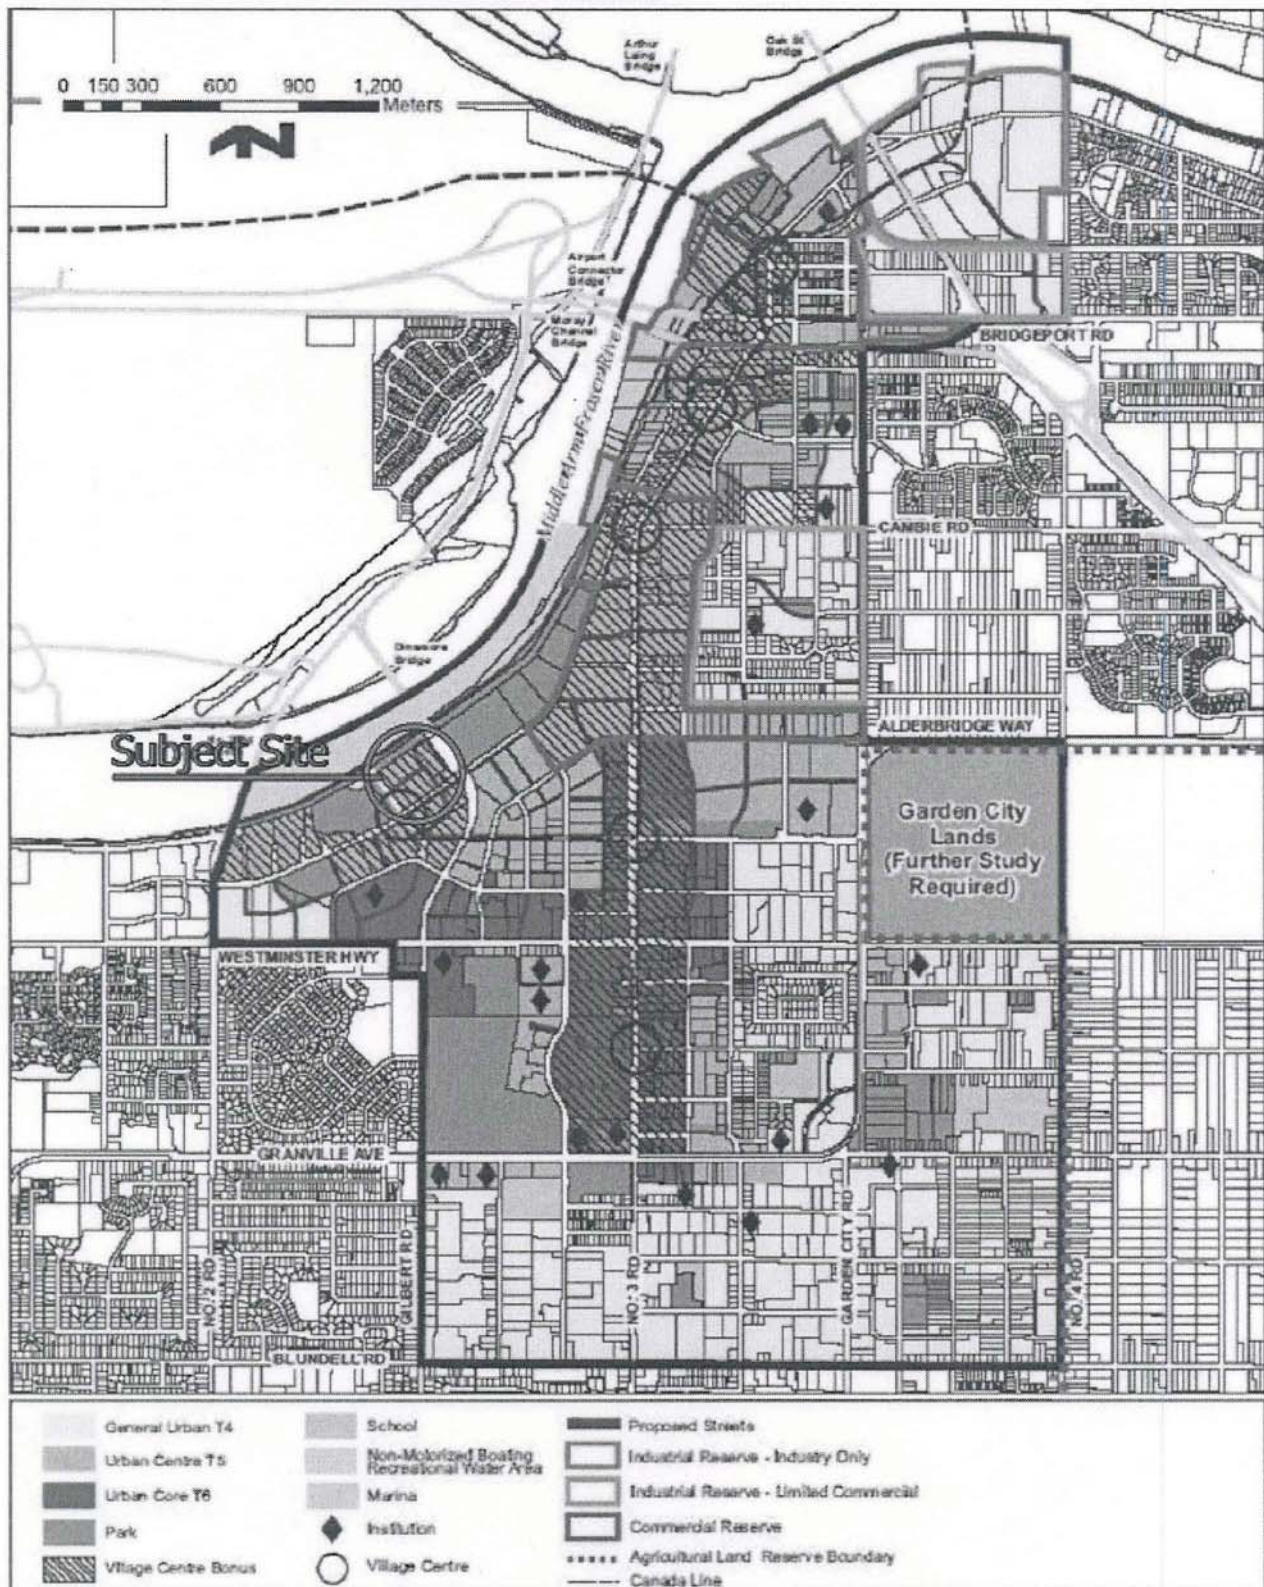 Arthur
Laing
Bridge
Oak St
Bridge
0 150 300 600 900 1,200
Meters
N
Airport
Connector
Bridge
Moray
Channel
Bridge
Middle Arm Fraser River
BRIDGEPORT RD
CAMBIE RD
Dinsmore
Bridge
ALDERBRIDGE WAY
Subject Site
Garden City
Lands
(Further Study
Required)
WESTMINSTER HWY
GRANVILLE AVE
NO. 2 RD
GILBERT RD
NO. 3 RD
GARDEN CITY RD
NO. 4 RD
BLUNDELL RD
General Urban T4
Urban Centre T5
Urban Core T6
Park
Village Centre Bonus
School
Non-Motorized Boating
Recreational Water Area
Marina
Institution
Village Centre
Proposed Streets
Industrial Reserve - Industry Only
Industrial Reserve - Limited Commercial
Commercial Reserve
Agricultural Land Reserve Boundary
Canada Line